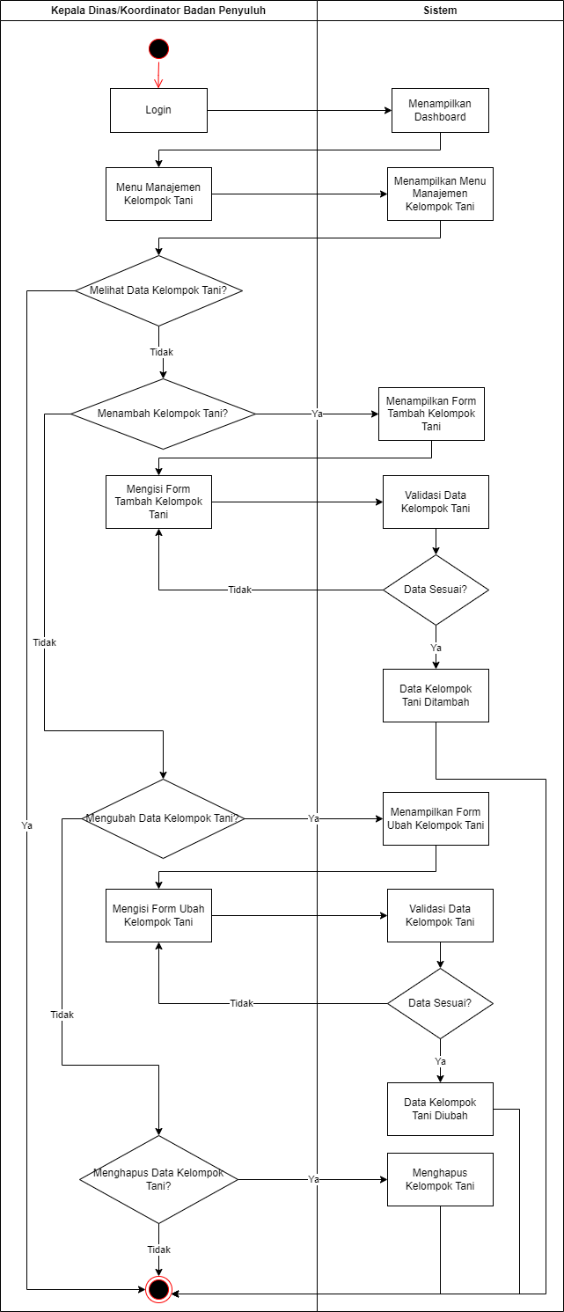 Kepala Dinas/Koordinator Badan Penyuluh
Sistem
Login
Menampilkan
Dashboard
Menu Manajemen
Kelompok Tani
Menampilkan Menu
Manajemen
Kelompok Tani
Melihat Data Kelompok Tani?
Tidak
Menambah Kelompok Tani?
Ya
Menampilkan Form
Tambah Kelompok
Tani
Mengisi Form
Tambah Kelompok
Tani
Validasi Data
Kelompok Tani
Tidak
Data Sesuai?
Tidak
Ya
Data Kelompok
Tani Ditambah
Ya
Mengubah Data Kelompok Tani?
Ya
Menampilkan Form
Ubah Kelompok Tani
Mengisi Form Ubah
Kelompok Tani
Validasi Data
Kelompok Tani
Tidak
Data Sesuai?
Tidak
Ya
Data Kelompok
Tani Diubah
Menghapus Data Kelompok
Tani?
Ya
Menghapus
Kelompok Tani
Tidak